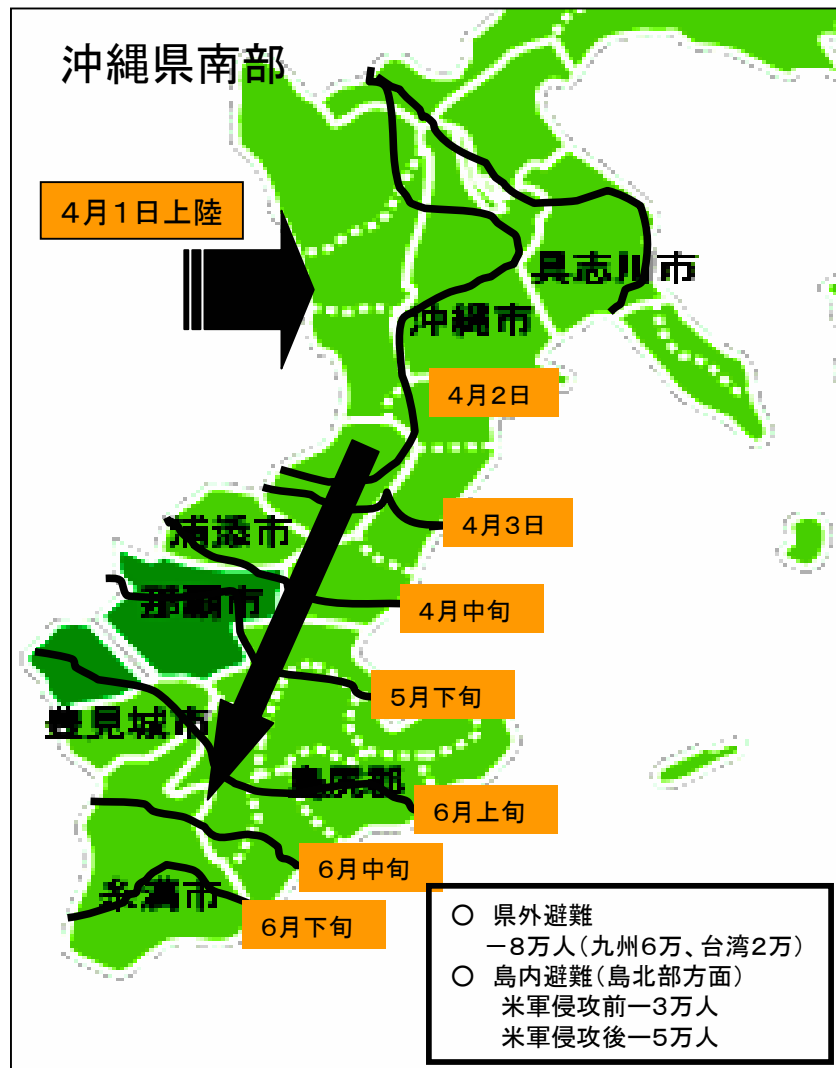 沖縄県南部
4月1日上陸
具志川市
沖縄市
4月2日
4月3日
浦添市
4月中旬
那覇市
5月下旬
豊見城市
島尻郡
6月上旬
6月中旬
糸満市
6月下旬
○ 県外避難
－8万人（九州6万、台湾2万）
○ 島内避難（島北部方面）
米軍侵攻前－3万人
米軍侵攻後－5万人